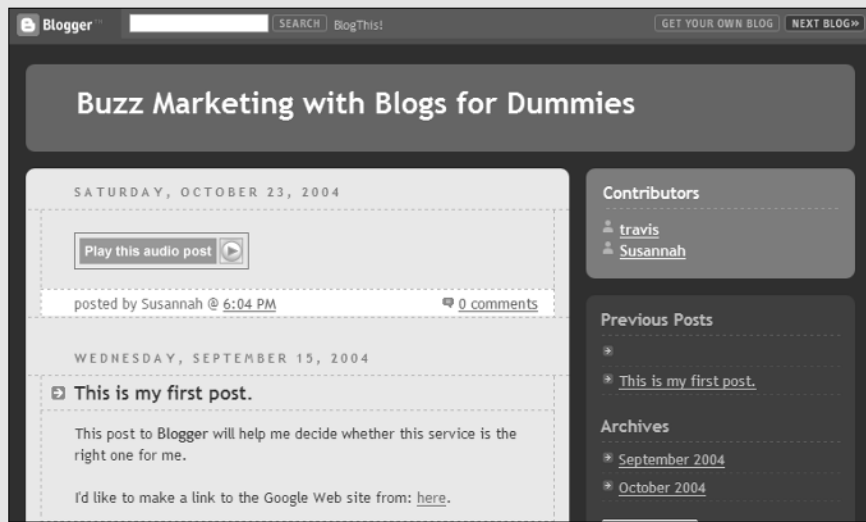 Blogger™ SEARCH BlogThis! GET YOUR OWN BLOG NEXT BLOG»
Buzz Marketing with Blogs for Dummies
SATURDAY, OCTOBER 23, 2004
Play this audio post
posted by Susannah @ 6:04 PM 0 comments
WEDNESDAY, SEPTEMBER 15, 2004
This is my first post.
This post to Blogger will help me decide whether this service is the
right one for me.
I'd like to make a link to the Google Web site from: here.
Contributors
travis
Susannah
Previous Posts
This is my first post.
Archives
September 2004
October 2004